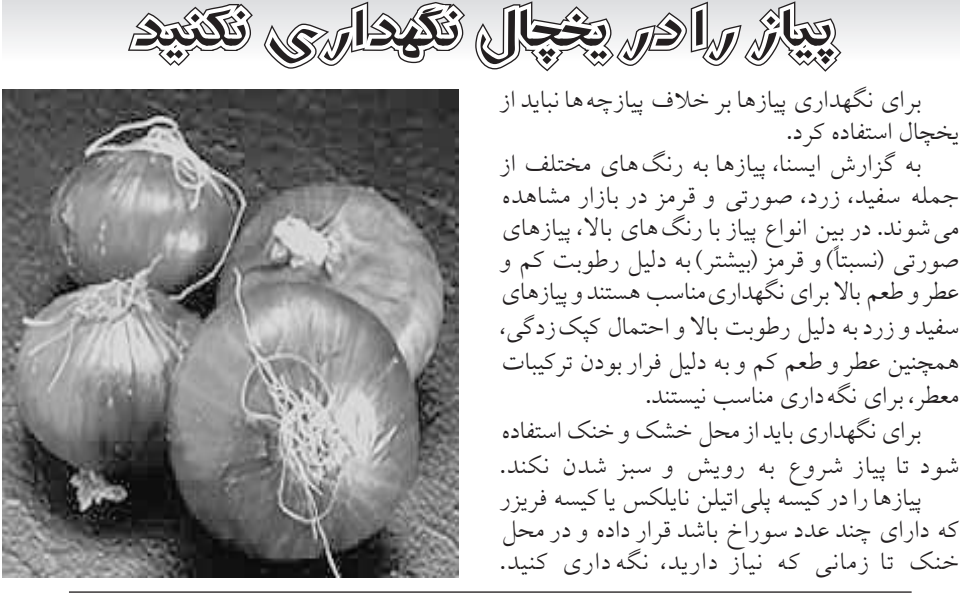 پیاز را در یخچال نگهداری نکنید
برای نگهداری پیازها بر خلاف پیازچه‌ها نباید از
یخچال استفاده کرد.
به گزارش ایسنا، پیازها به رنگ‌های مختلف از
جمله سفید، زرد، صورتی و قرمز در بازار مشاهده
می‌شوند. در بین انواع پیاز با رنگ‌های بالا، پیازهای
صورتی (نسبتاً) و قرمز (بیشتر) به دلیل رطوبت کم و
عطر و طعم بالا برای نگهداری مناسب هستند و پیازهای
سفید و زرد به دلیل رطوبت بالا و احتمال کپک‌زدگی،
همچنین عطر و طعم کم و به دلیل فرار بودن ترکیبات
معطر، برای نگه‌داری مناسب نیستند.
برای نگهداری باید از محل خشک و خنک استفاده
شود تا پیاز شروع به رویش و سبز شدن نکند.
پیازها را در کیسه پلی‌اتیلن نایلکس یا کیسه فریزر
که دارای چند عدد سوراخ باشد قرار داده و در محل
خنک تا زمانی که نیاز دارید، نگه‌داری کنید.